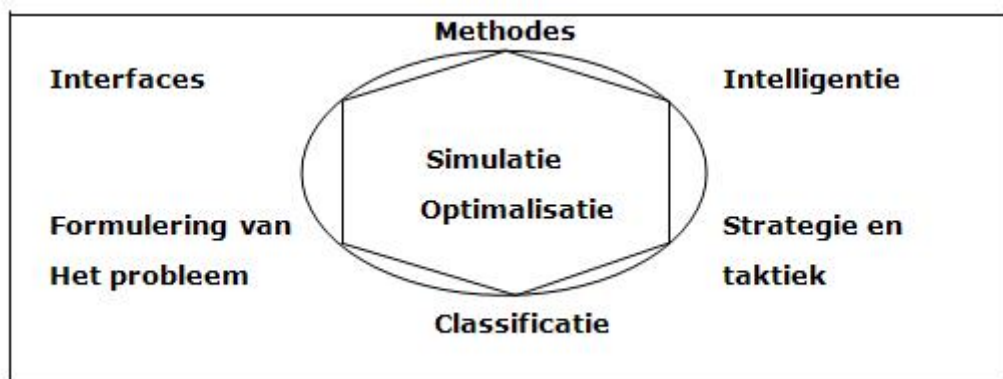 Methodes
Interfaces
Intelligentie
Simulatie
Optimalisatie
Formulering van
Het probleem
Strategie en
taktiek
Classificatie